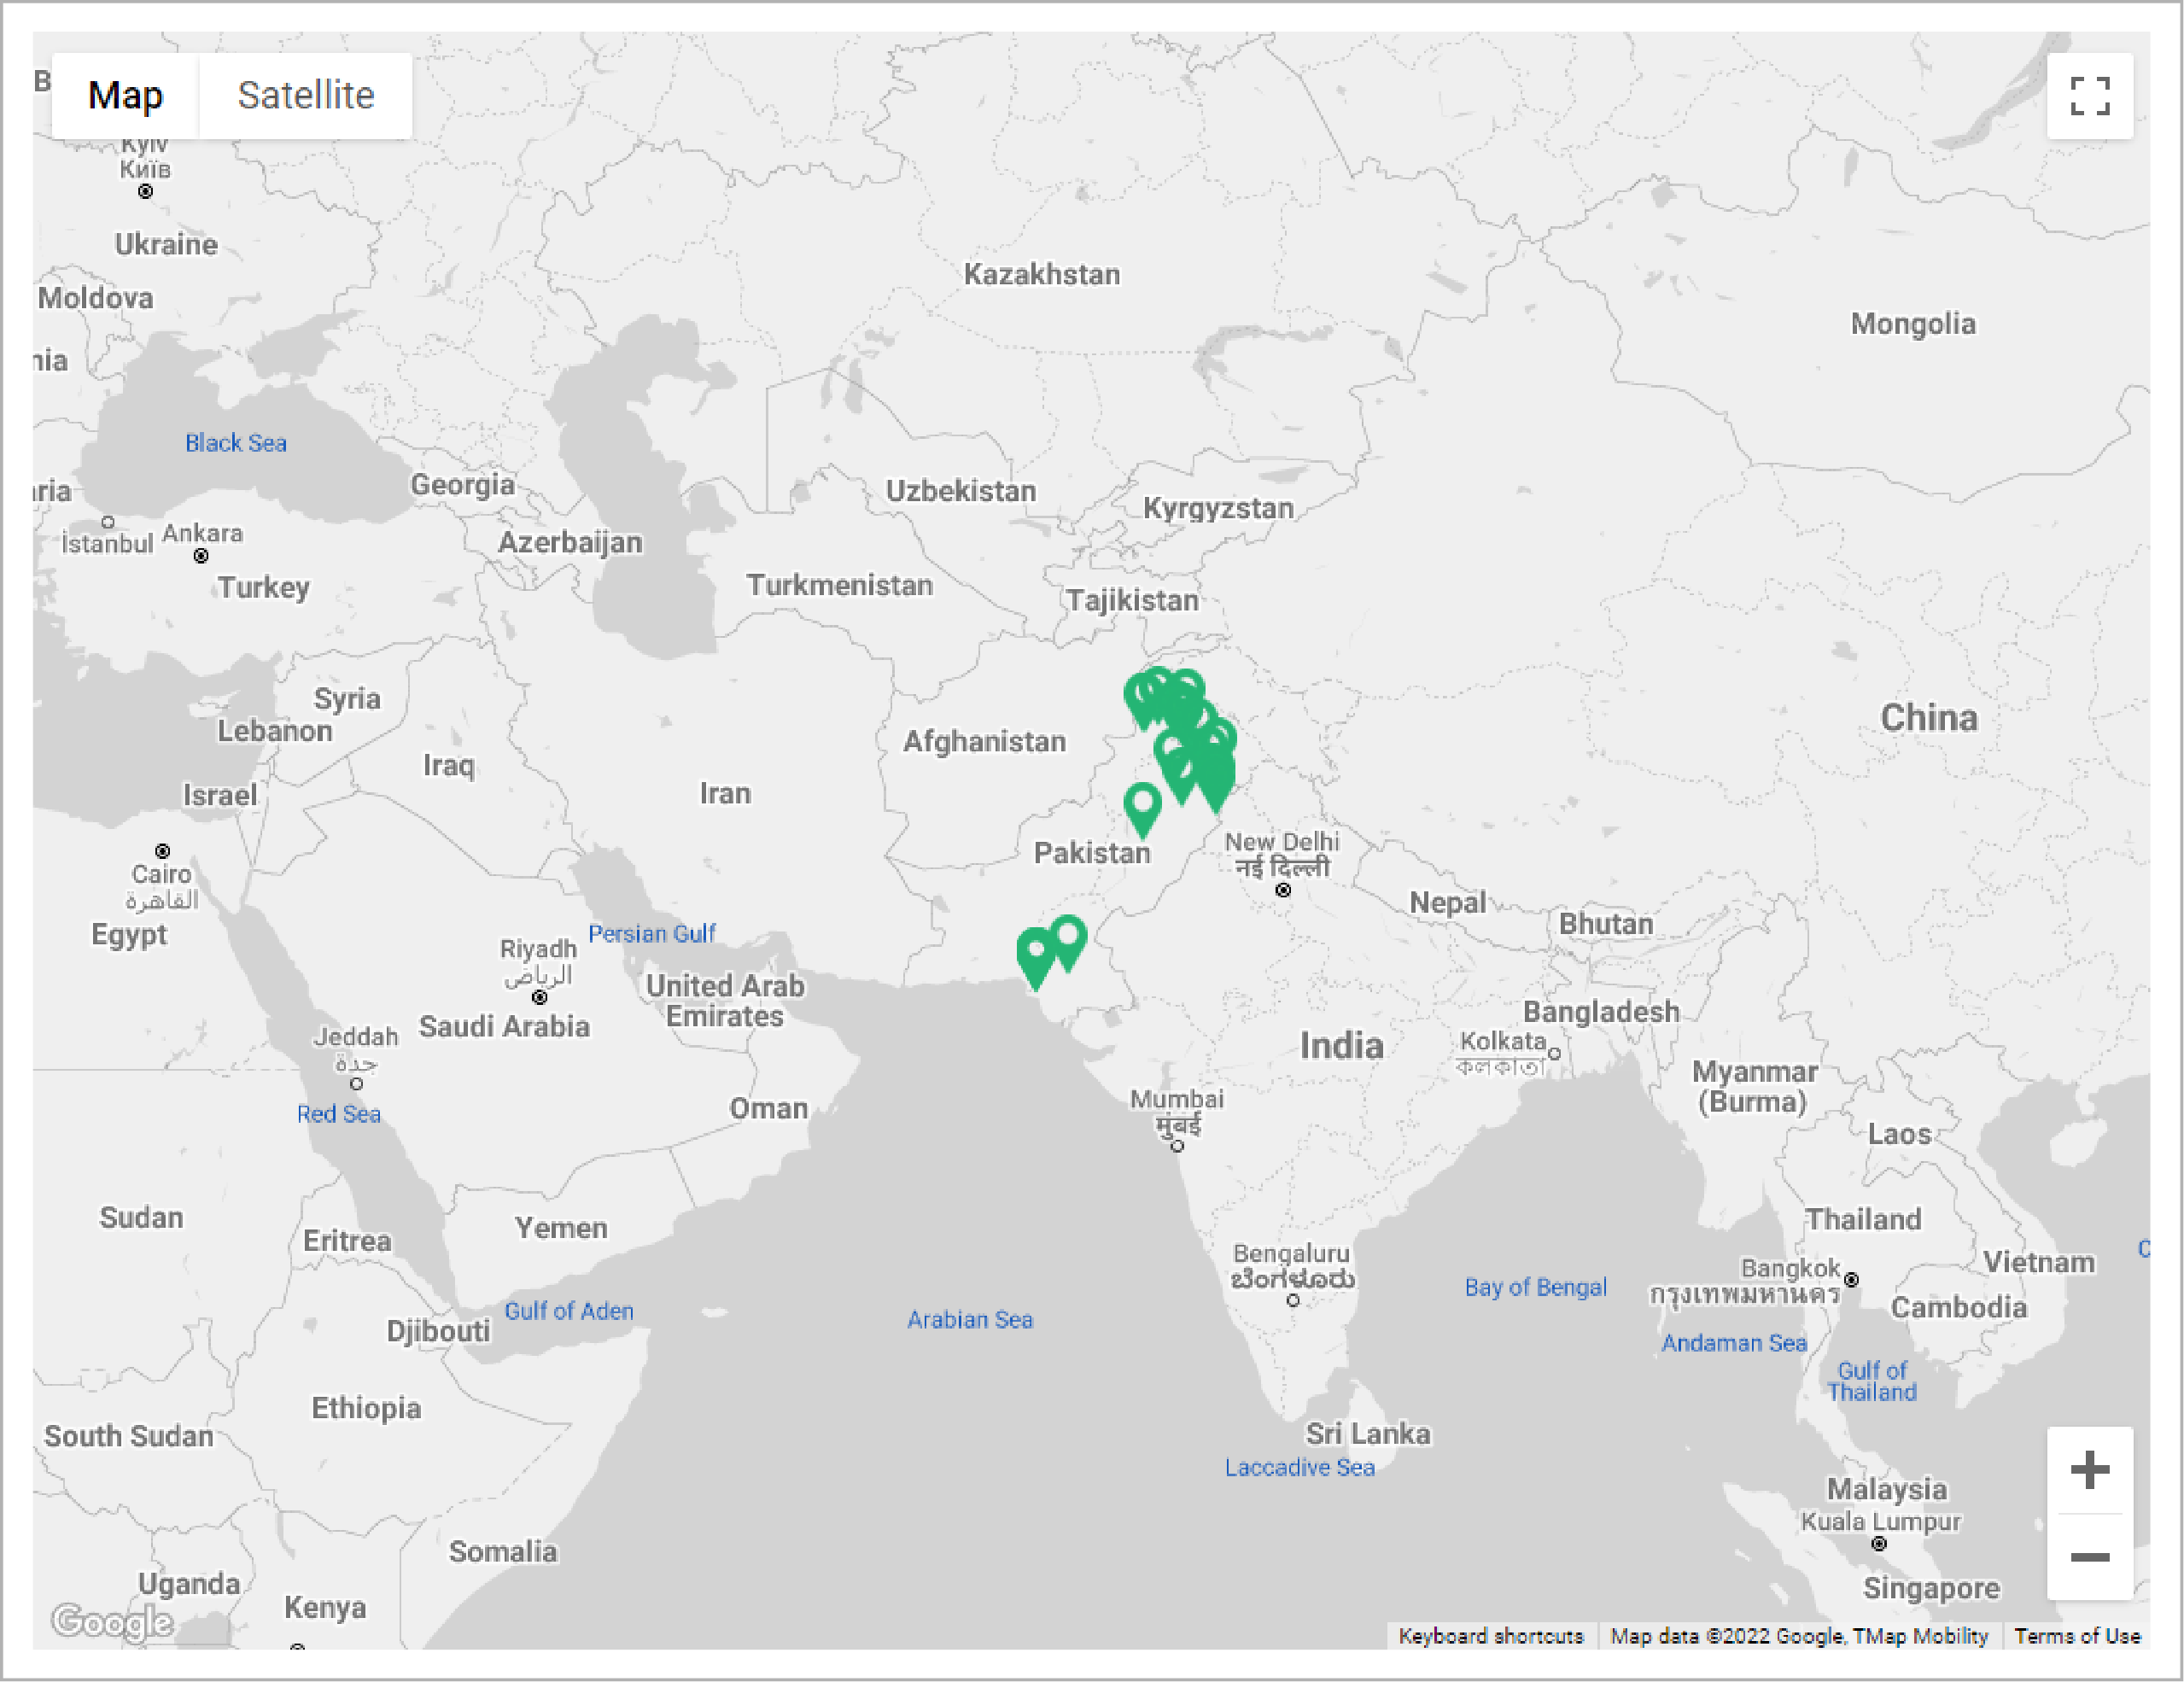 Map
Satellite
B
Kyiv
Київ
Ukraine
Moldova
nia
Kazakhstan
Mongolia
Black Sea
aria
Georgia
Uzbekistan
Kyrgyzstan
İstanbul
Ankara
Azerbaijan
Turkey
Turkmenistan
Tajikistan
Syria
Lebanon
Afghanistan
China
Iraq
Israel
Iran
Cairo
القاهرة
Pakistan
New Delhi
नई दिल्ली
Egypt
Nepal
Bhutan
Persian Gulf
Riyadh
الرياض
United Arab
Emirates
Saudi Arabia
Bangladesh
Jeddah
جدة
India
Kolkata
কলকাতা
Myanmar
(Burma)
Red Sea
Oman
Mumbai
मुंबई
Laos
Sudan
Eritrea
Yemen
Thailand
Bengaluru
ಬೆಂಗಳೂರು
Bangkok
กรุงเทพมหานคร
Vietnam
C
Djibouti
Gulf of Aden
Arabian Sea
Bay of Bengal
Cambodia
Andaman Sea
Gulf of
Thailand
Ethiopia
South Sudan
Sri Lanka
Laccadive Sea
Malaysia
Kuala Lumpur
Somalia
Uganda
Kenya
Singapore
Google
Keyboard shortcuts
Map data ©2022 Google, TMap Mobility
Terms of Use